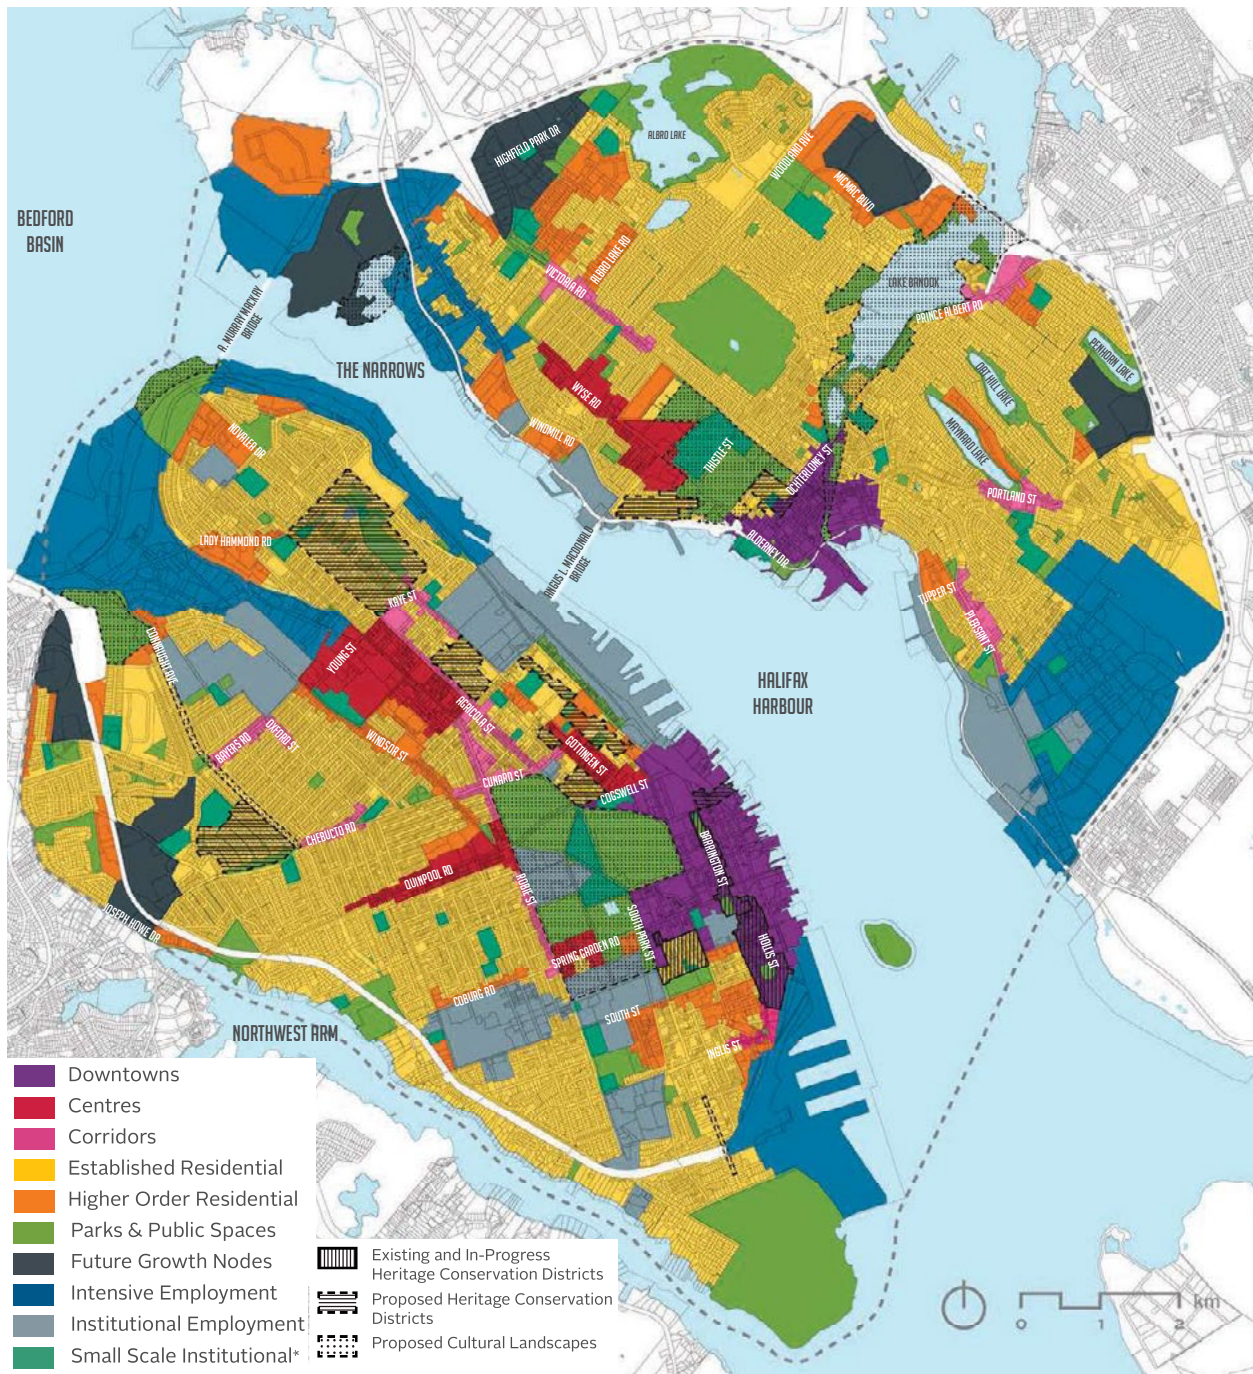 ALBRO LAKE
HIGHFIELD PARK DR
WOODLAND AVE
MICMAC BLVD
BEDFORD
BASIN
ALBRO LAKE RD
VICTORIA RD
LAKE BANOOK
PRINCE ALBERT RD
A. MURRAY MACKAY
BRIDGE
THE NARROWS
PENHORN LAKE
OAT HILL LAKE
MAYNARD LAKE
WYSE RD
WINDMILL RD
NOVALEA DR
THISTLE ST
OCHTERLONEY ST
PORTLAND ST
LADY HAMMOND RD
ALDERNEY DR
ANGUS L. MACDONALD
BRIDGE
KAYE ST
TUPPER ST
PLEASANT ST
CONNAUGHT AVE
YOUNG ST
HALIFAX
HARBOUR
AGRICOLA ST
OXFORD ST
BAYERS RD
WINDSOR ST
GOTTINGEN ST
CUNARD ST
COGSWELL ST
CHEBUCTO RD
BARRINGTON ST
QUINPOOL RD
ROBIE ST
SOUTH PARK ST
JOSEPH HOWE DR
SPRING GARDEN RD
HOLLIS ST
COBURG RD
SOUTH ST
NORTHWEST ARM
INGLIS ST
Downtowns
Centres
Corridors
Established Residential
Higher Order Residential
Parks & Public Spaces
Future Growth Nodes
Intensive Employment
Institutional Employment
Small Scale Institutional*
Existing and In-Progress
Heritage Conservation Districts
Proposed Heritage Conservation
Districts
Proposed Cultural Landscapes
km
0 1 2